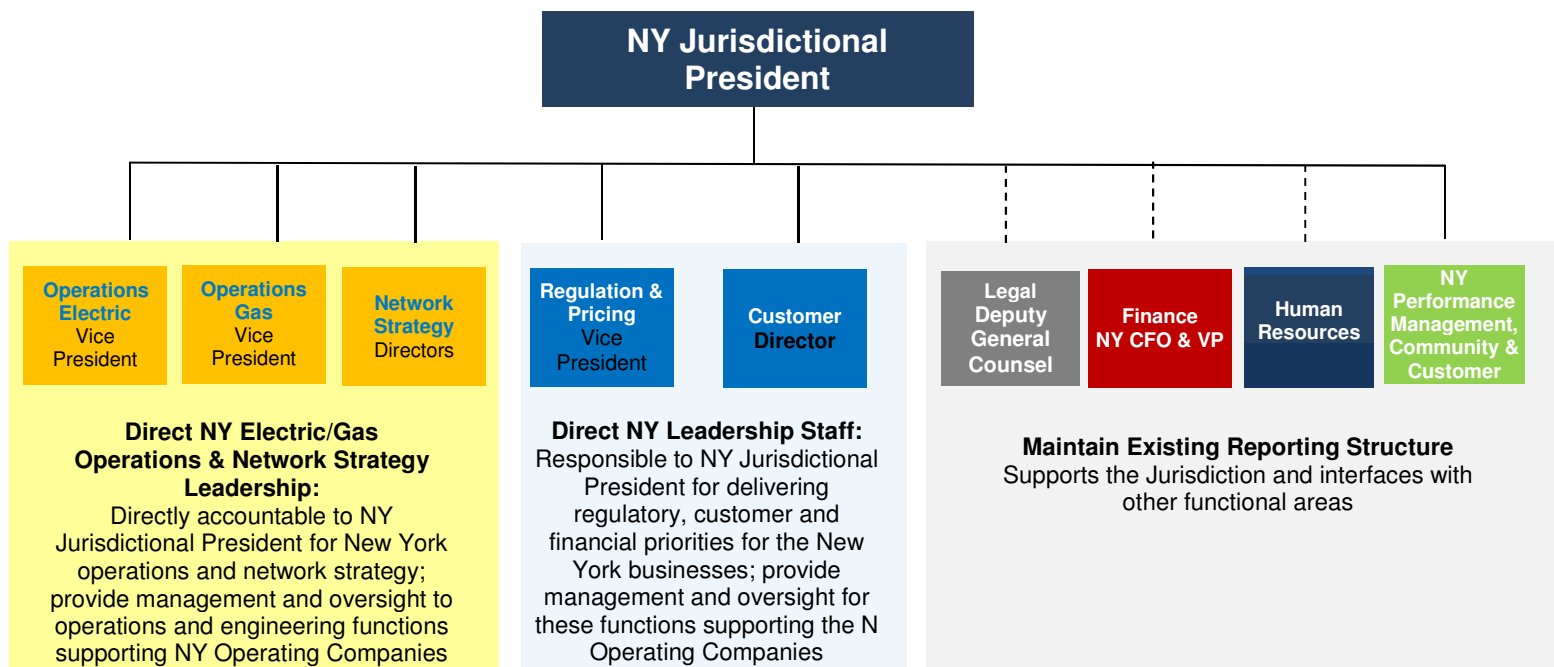 NY Jurisdictional
President
Operations
Electric
Vice
President
Operations
Gas
Vice
President
Network
Strategy
Directors
Direct NY Electric/Gas
Operations & Network Strategy
Leadership:
Directly accountable to NY
Jurisdictional President for New York
operations and network strategy;
provide management and oversight to
operations and engineering functions
supporting NY Operating Companies
Regulation &
Pricing
Vice
President
Customer
Director
Direct NY Leadership Staff:
Responsible to NY Jurisdictional
President for delivering
regulatory, customer and
financial priorities for the New
York businesses; provide
management and oversight for
these functions supporting the N
Operating Companies
Legal
Deputy
General
Counsel
Finance
NY CFO & VP
Human
Resources
NY
Performance
Management,
Community &
Customer
Maintain Existing Reporting Structure
Supports the Jurisdiction and interfaces with
other functional areas